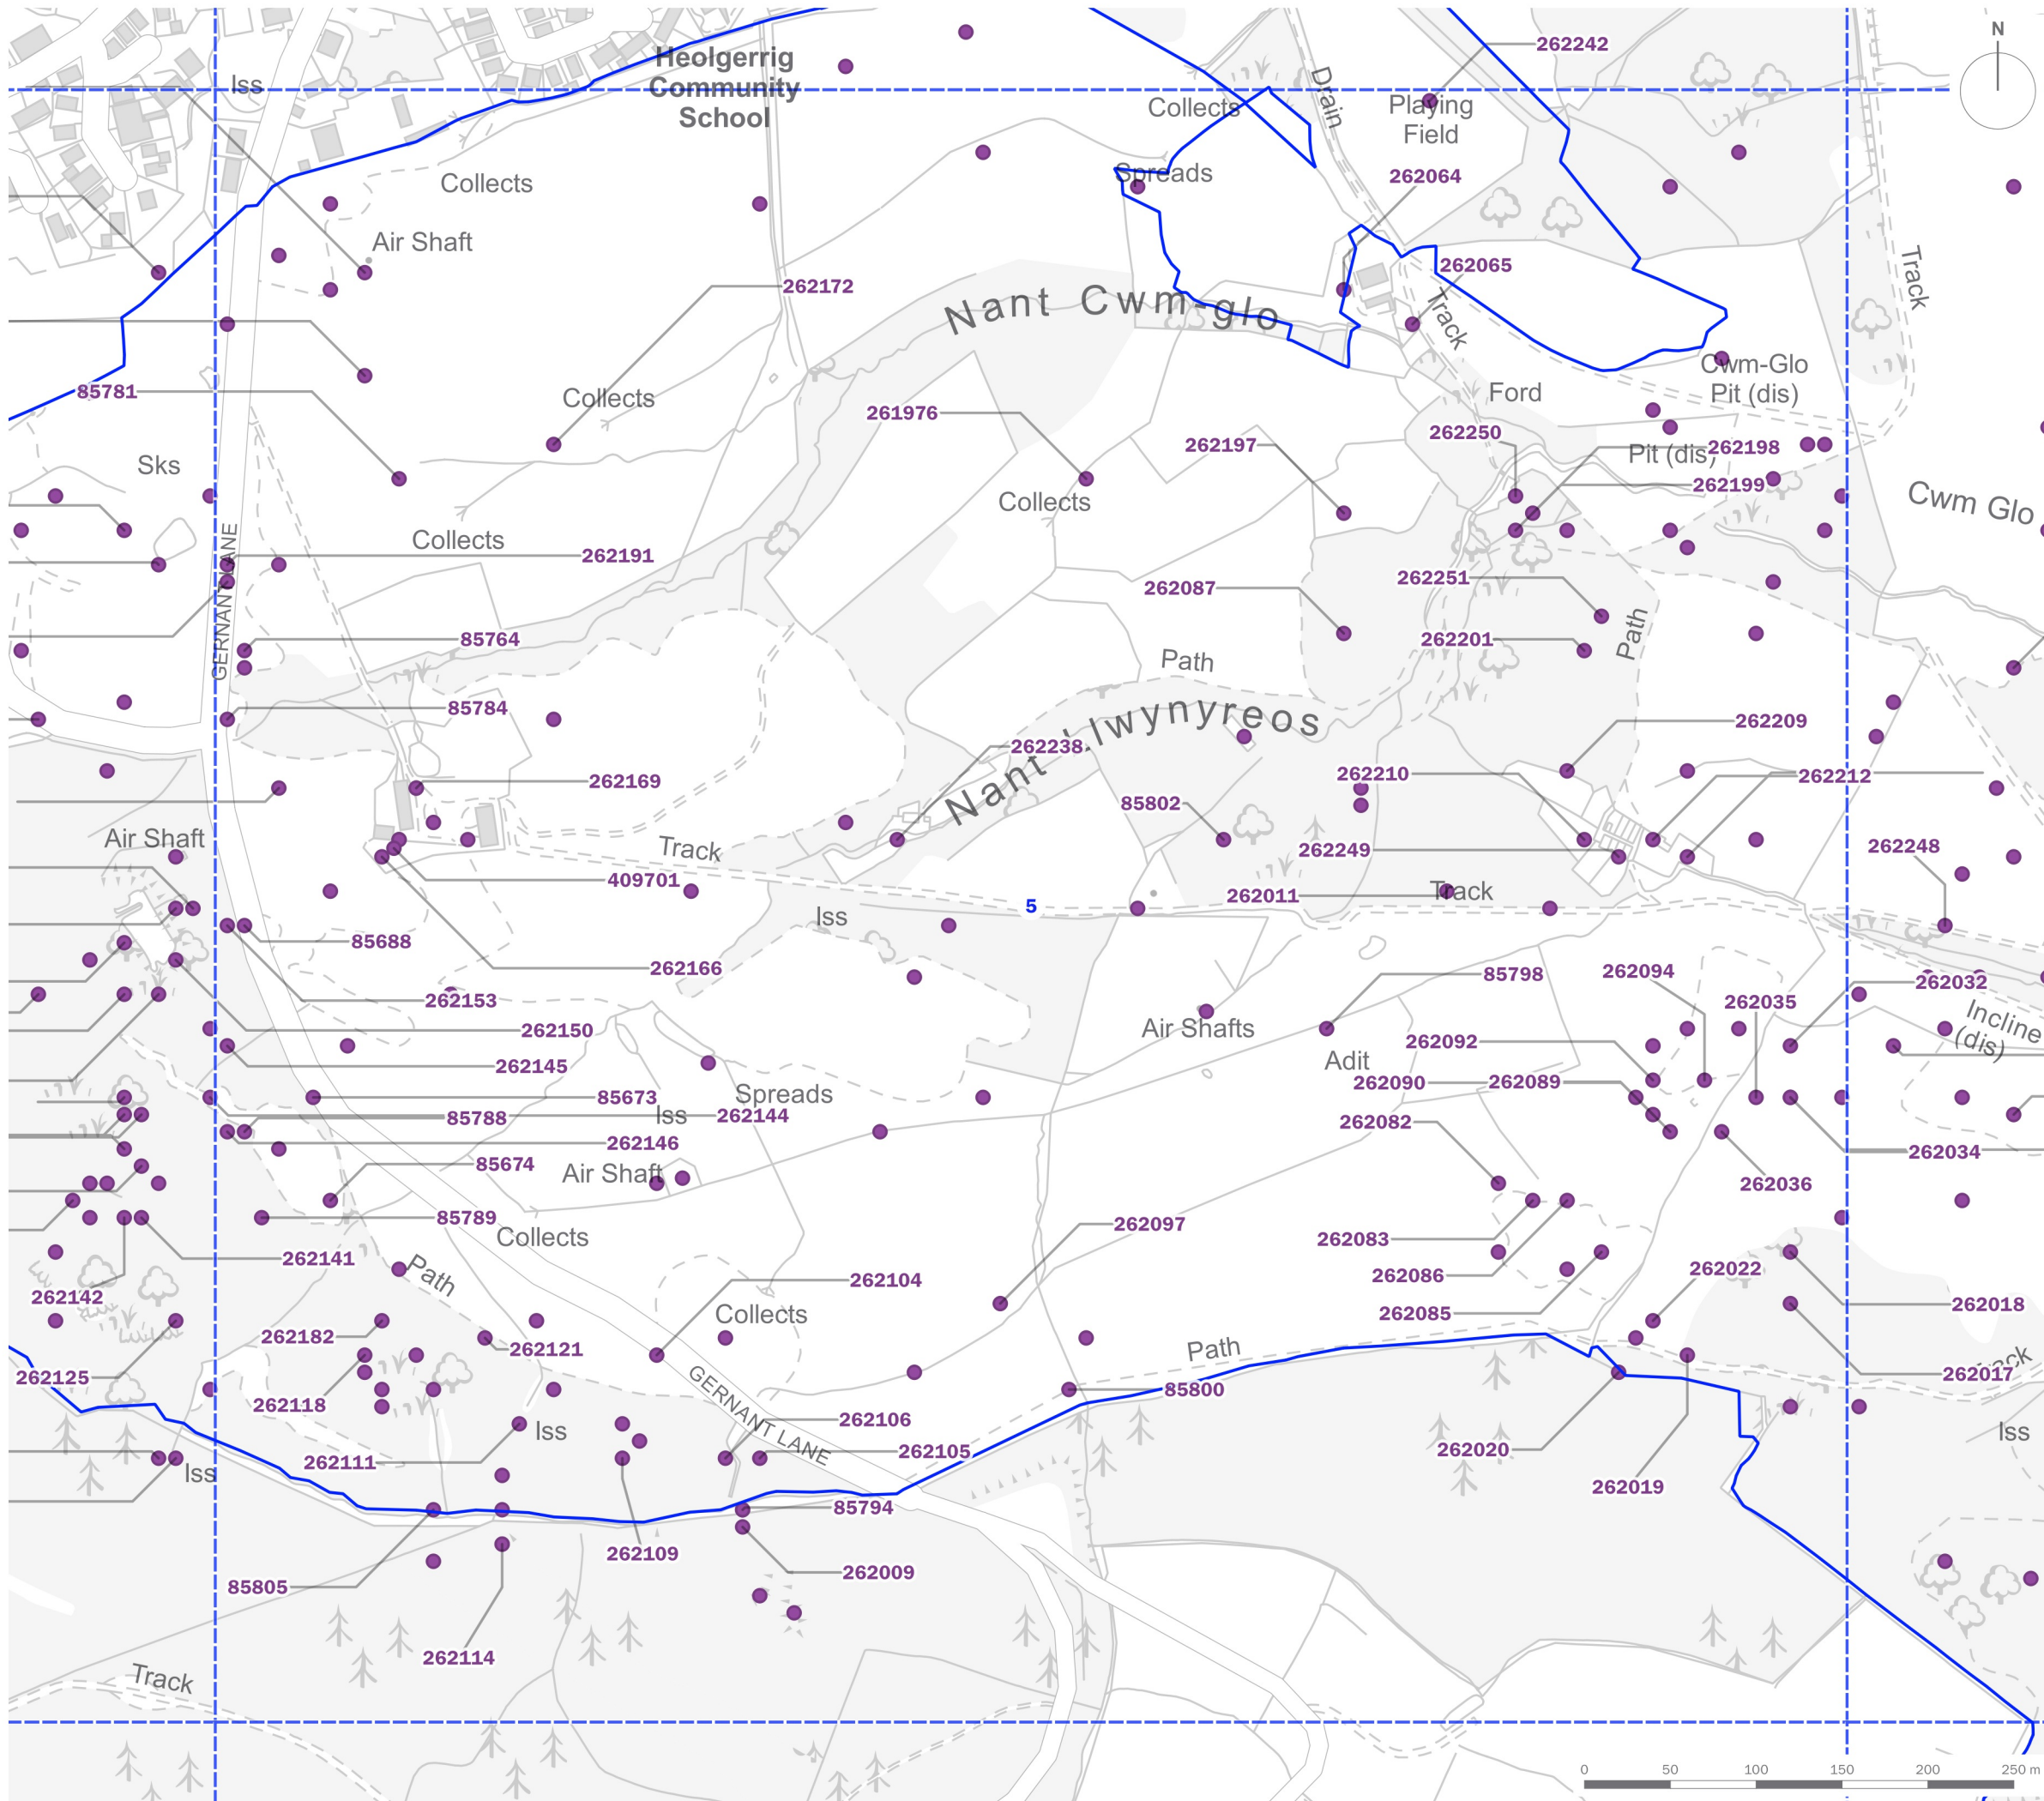 262242
N
Heolgerrig
Community
School
Iss
Drain
Collects
Playing
Field
Spreads
262064
Collects
Air Shaft
262065
Track
Track
262172
Nant Cwm-glo
Cwm-Glo
Pit (dis)
85781
Collects
Ford
261976
262250
262197
262198
Pit (dis)
Sks
262199
Collects
Cwm Glo
Collects
GERNANT LANE
262191
262251
262087
85764
262201
Path
Path
85784
Nant llwynyreos
262209
262238
262210
262212
262169
85802
Air Shaft
Track
262249
262248
409701
262011
Track
5
Iss
85688
262166
85798
262094
262032
262153
262035
Incline
(dis)
262150
Air Shafts
262092
262145
Adit
262090
262089
85673
Spreads
Iss
262144
85788
262082
262146
262034
85674
Air Shaft
262036
85789
262097
262083
Collects
262141
262022
262086
Path
262104
262142
262018
262085
Collects
262182
262121
Path
Track
262017
262125
GERNANT LANE
85800
262118
262106
Iss
Iss
262105
262020
262111
Iss
262019
85794
262109
262009
85805
262114
Track
0 50 100 150 200 250 m